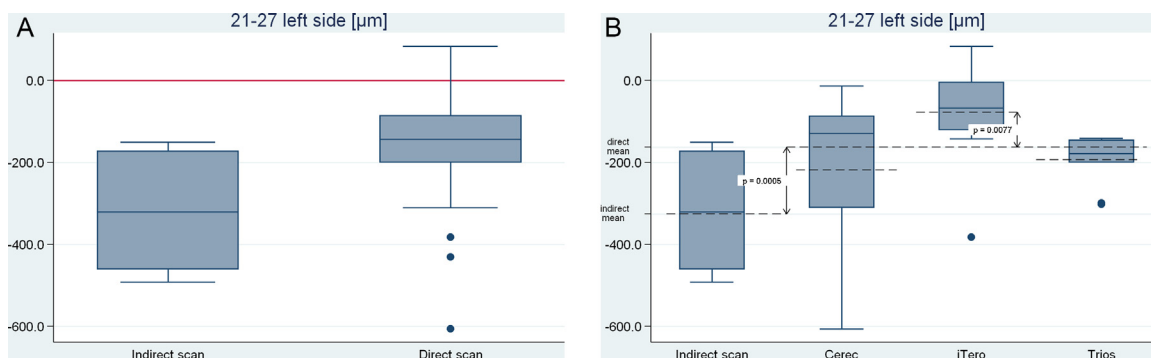 A
21-27 left side [µm]
0.0
-200.0
-400.0
-600.0
Indirect scan
Direct scan
B
21-27 left side [µm]
0.0
direct
mean
-200.0
indirect
mean
-400.0
-600.0
p = 0.0005
p = 0.0077
Indirect scan
Cerec
iTero
Trios